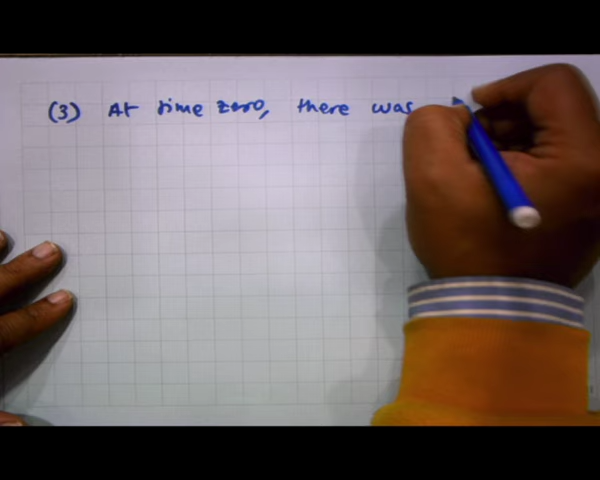 (3) At time zero, there was